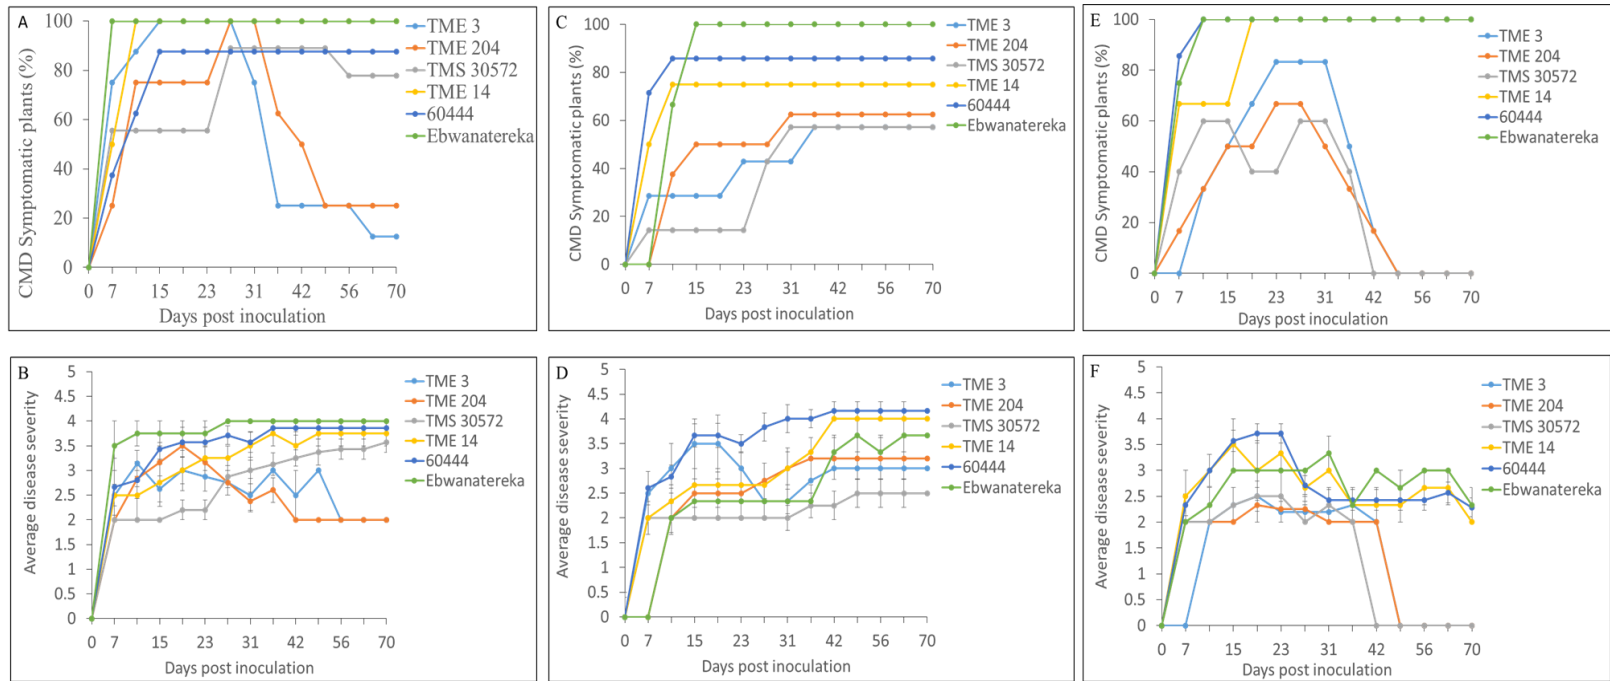 A
CMD Symptomatic plants (%)
100
80
60
40
20
0
0 7 15 23 31 42 56 70
Days post inoculation
TME 3
TME 204
TMS 30572
TME 14
60444
Ebwanatereka
C
CMD Symptomatic plants (%)
100
80
60
40
20
0
0 7 15 23 31 42 56 70
Days post inoculation
TME 3
TME 204
TMS 30572
TME 14
60444
Ebwanatereka
E
CMD Symptomatic plants (%)
100
80
60
40
20
0
0 7 15 23 31 42 56 70
Days post inoculation
TME 3
TME 204
TMS 30572
TME 14
60444
Ebwanatereka
B
Average disease severity
5
4.5
4
3.5
3
2.5
2
1.5
1
0.5
0
0 7 15 23 31 42 56 70
Days post inoculation
TME 3
TME 204
TMS 30572
TME 14
60444
Ebwanatereka
D
Average disease severity
5
4.5
4
3.5
3
2.5
2
1.5
1
0.5
0
0 7 15 23 31 42 56 70
Days post inoculation
TME 3
TME 204
TMS 30572
TME 14
60444
Ebwanatereka
F
Average disease severity
5
4.5
4
3.5
3
2.5
2
1.5
1
0.5
0
0 7 15 23 31 42 56 70
Days post inoculation
TME 3
TME 204
TMS 30572
TME 14
60444
Ebwanatereka